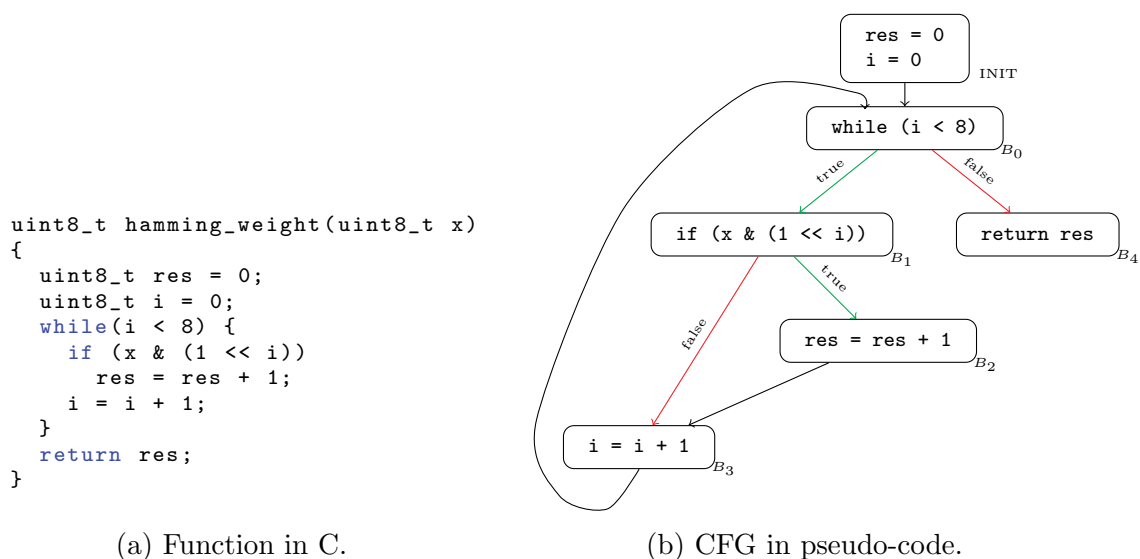 uint8_t hamming_weight(uint8_t x)
{
  uint8_t res = 0;
  uint8_t i = 0;
  while(i < 8) {
    if (x & (1 << i))
      res = res + 1;
    i = i + 1;
  }
  return res;
}
(a) Function in C.
res = 0
i = 0
INIT
while (i < 8)
B0
true
false
if (x & (1 << i))
B1
return res
B4
true
false
res = res + 1
B2
i = i + 1
B3
(b) CFG in pseudo-code.